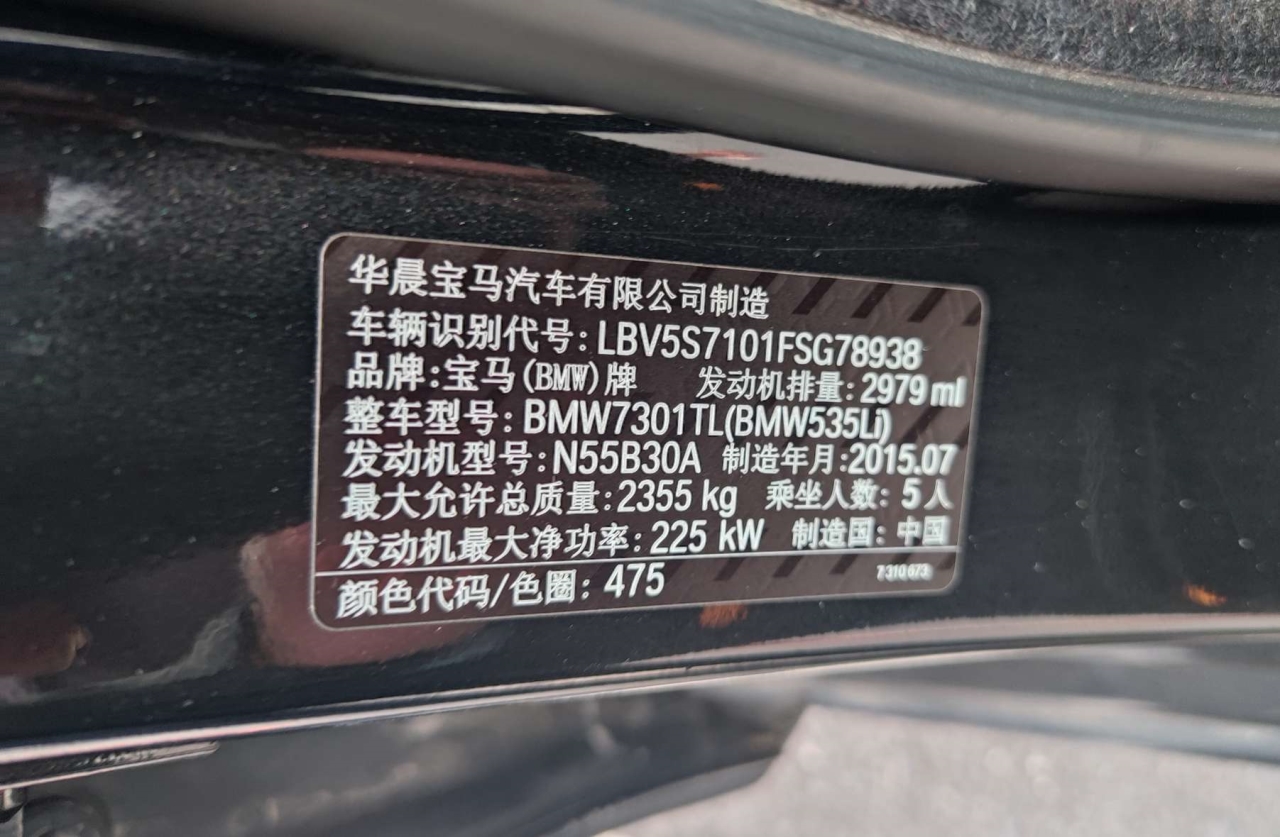 华晨宝马汽车有限公司制造
车辆识别代号: LBV5S7101FSG78938
品牌:宝马(BMW)牌 发动机排量: 2979 ml
整车型号: BMW7301TL(BMW535Li)
发动机型号: N55B30A 制造年月:2015.07
最大允许总质量: 2355 kg 乘坐人数: 5 人
发动机最大净功率: 225 kW 制造国: 中国
颜色代码/色圈: 475 7 310 673